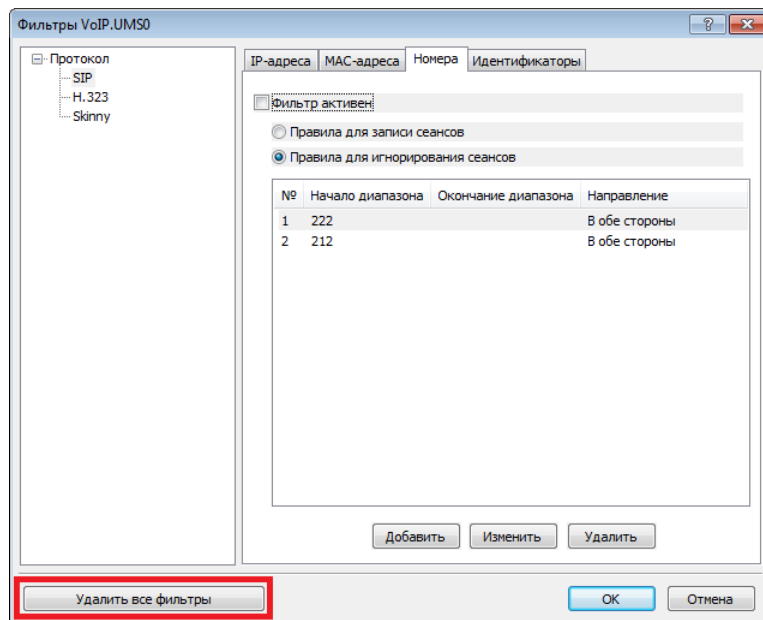 Фильтры VoIP.UMS0
Протокол
SIP
H.323
Skinny
IP-адреса MAC-адреса Номера Идентификаторы
Фильтр активен
Правила для записи сеансов
Правила для игнорирования сеансов
№ Начало диапазона Окончание диапазона Направление
1 222 В обе стороны
2 212 В обе стороны
Добавить Изменить Удалить
Удалить все фильтры OK Отмена